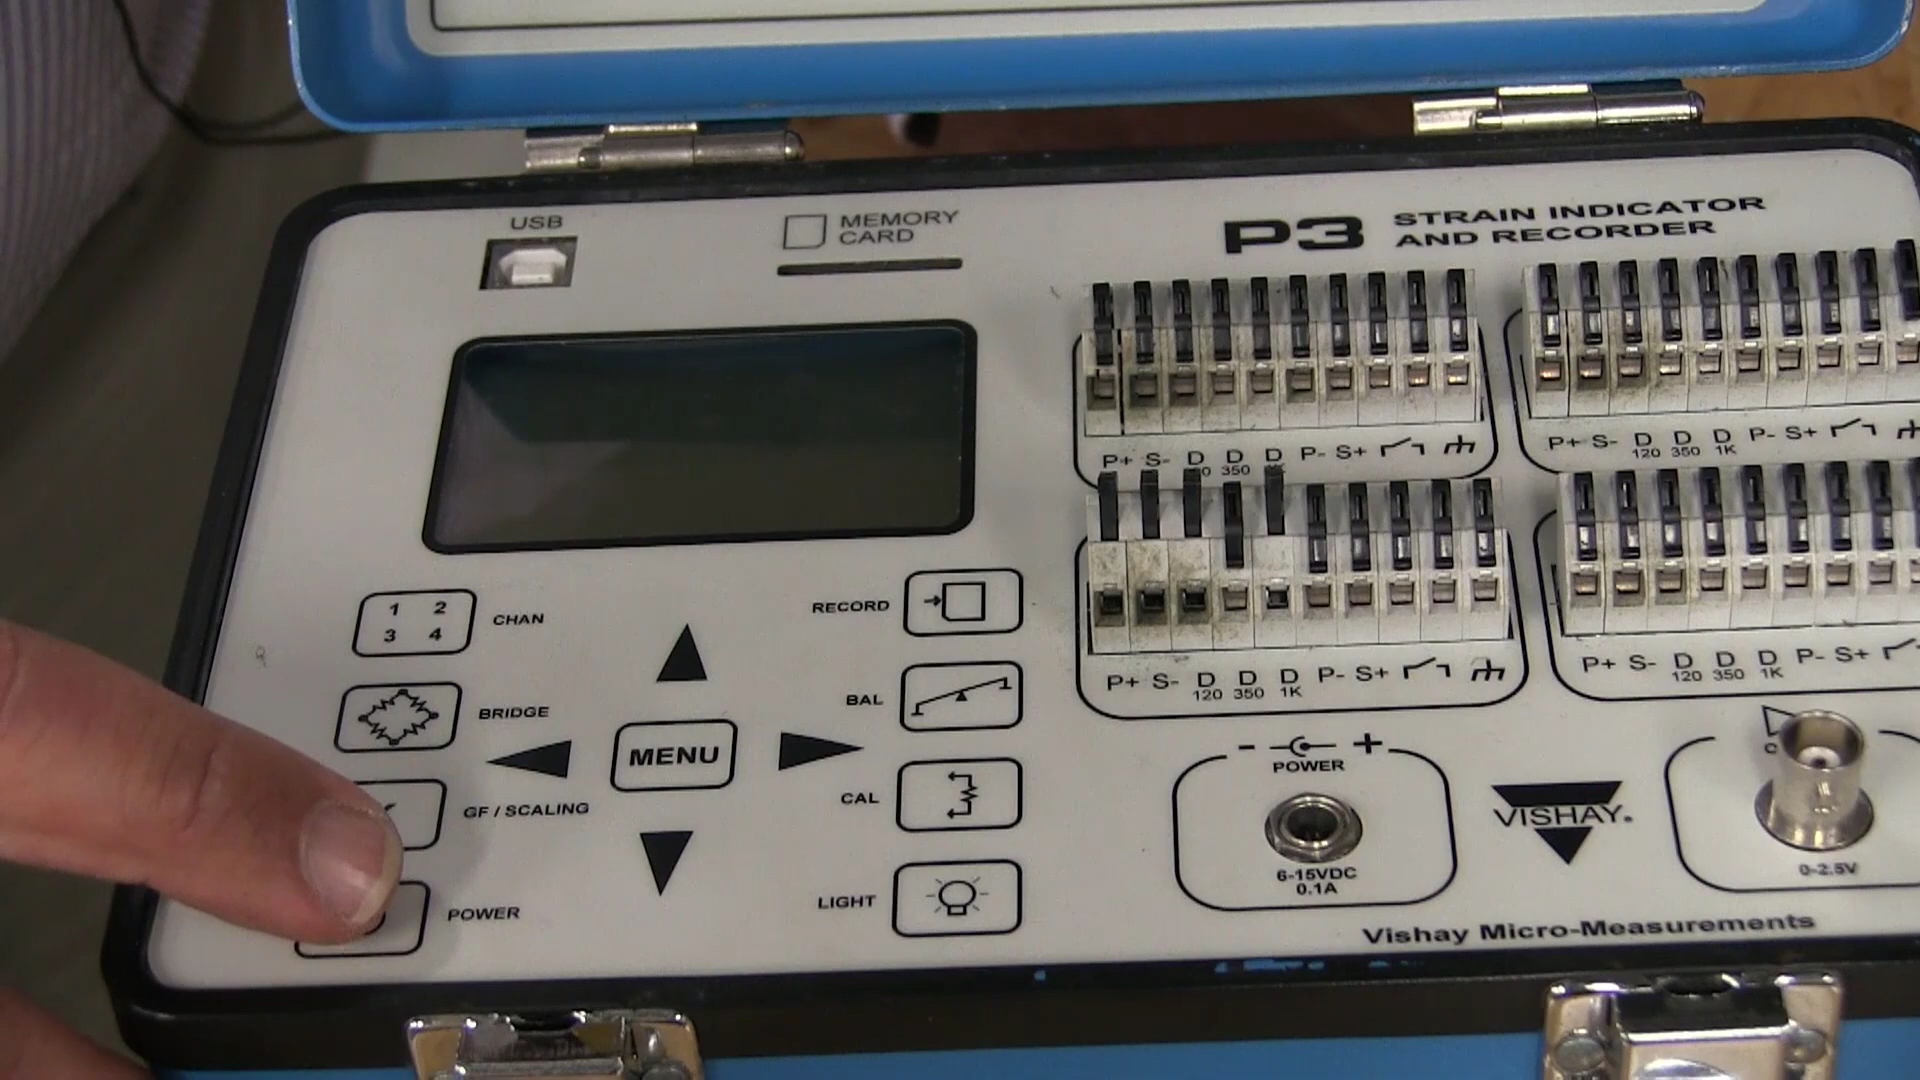 USB
MEMORY
CARD
P3
STRAIN INDICATOR
AND RECORDER
P+ S- D D 350 D P- S+
P+ S- D 120 D 350 D 1K P- S+
P+ S- D 120 D 350 D 1K P- S+
P+ S- D 120 D 350 D 1K P- S+
1 2
3 4
CHAN
RECORD
BRIDGE
BAL
MENU
GF / SCALING
CAL
POWER
LIGHT
- +
POWER
6-15VDC
0.1A
VISHAY.
0-2.5V
Vishay Micro-Measurements